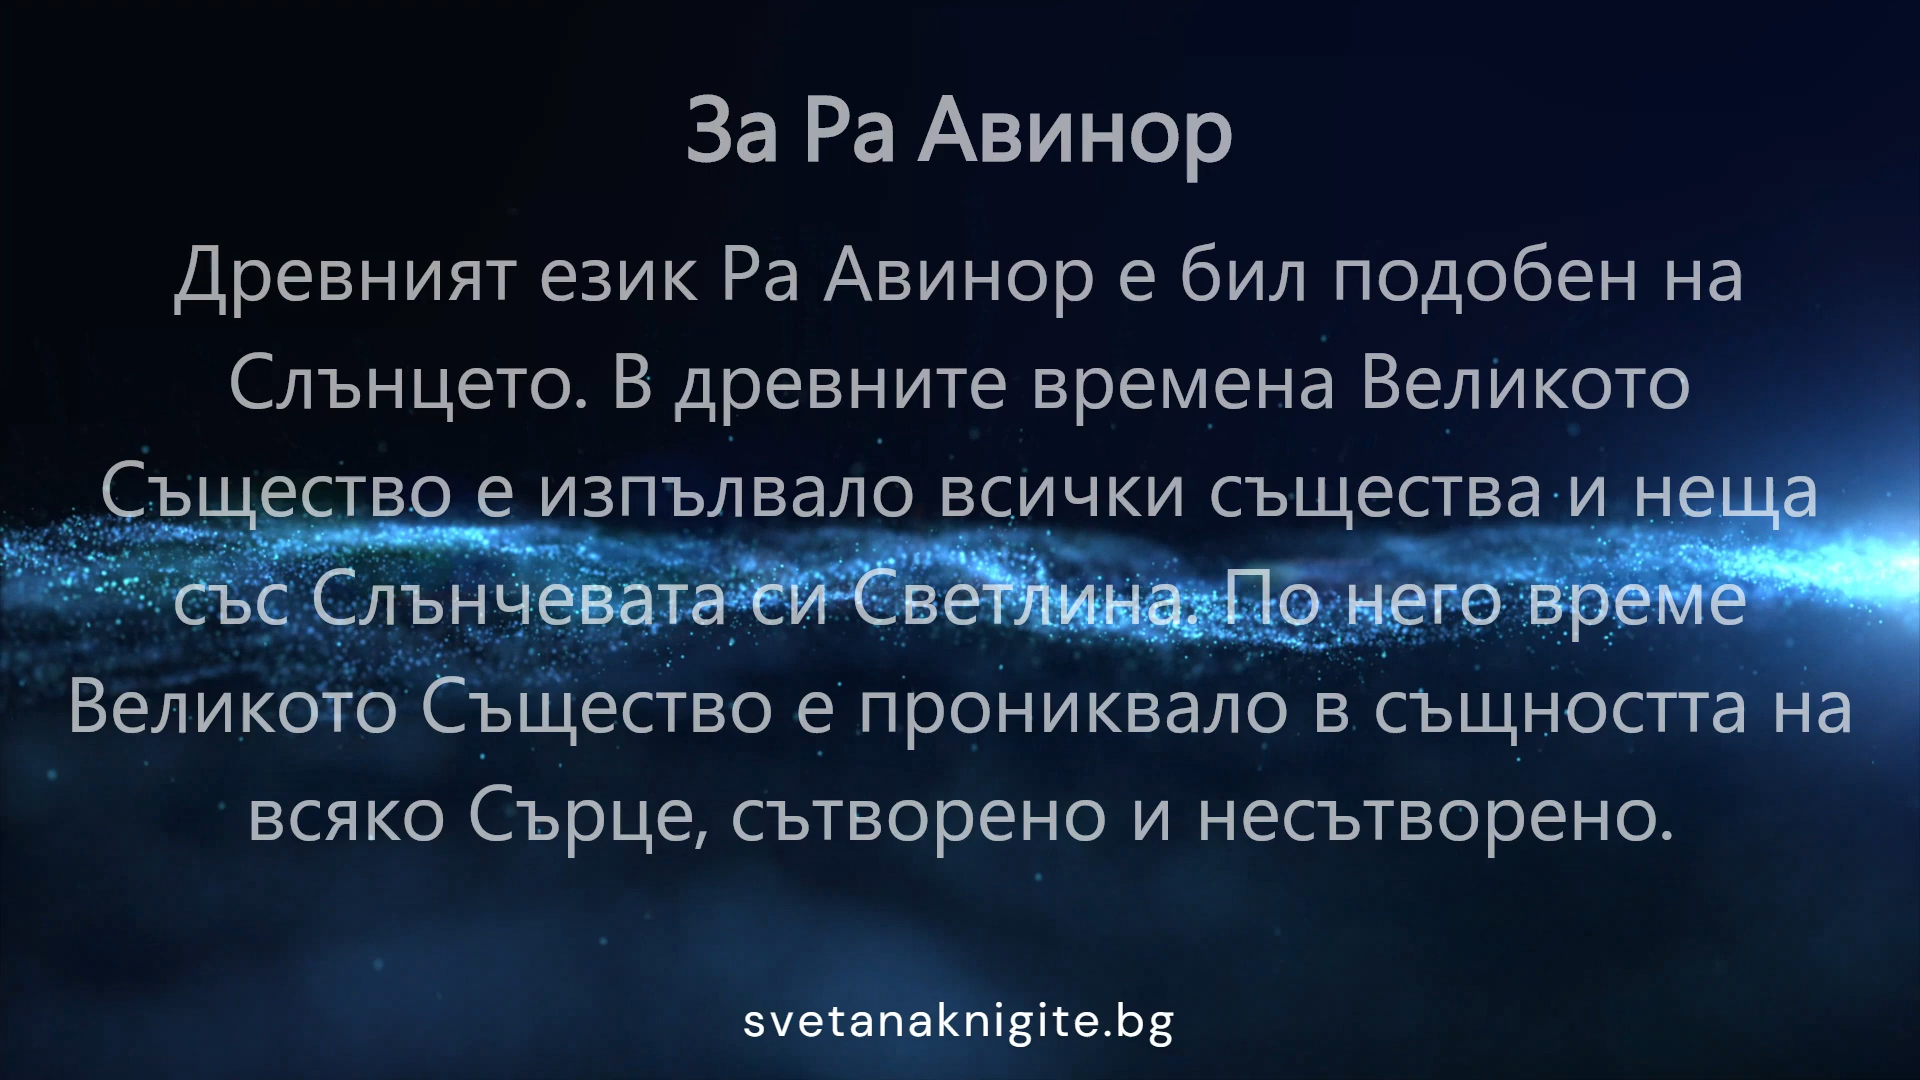 За Ра Авинор
Древният език Ра Авинор е бил подобен на
Слънцето. В древните времена Великото
Същество е изпълвало всички същества и неща
със Слънчевата си Светлина. По него време
Великото Същество е прониквало в същността на
всяко Сърце, сътворено и несътворено.
svetanaknigite.bg